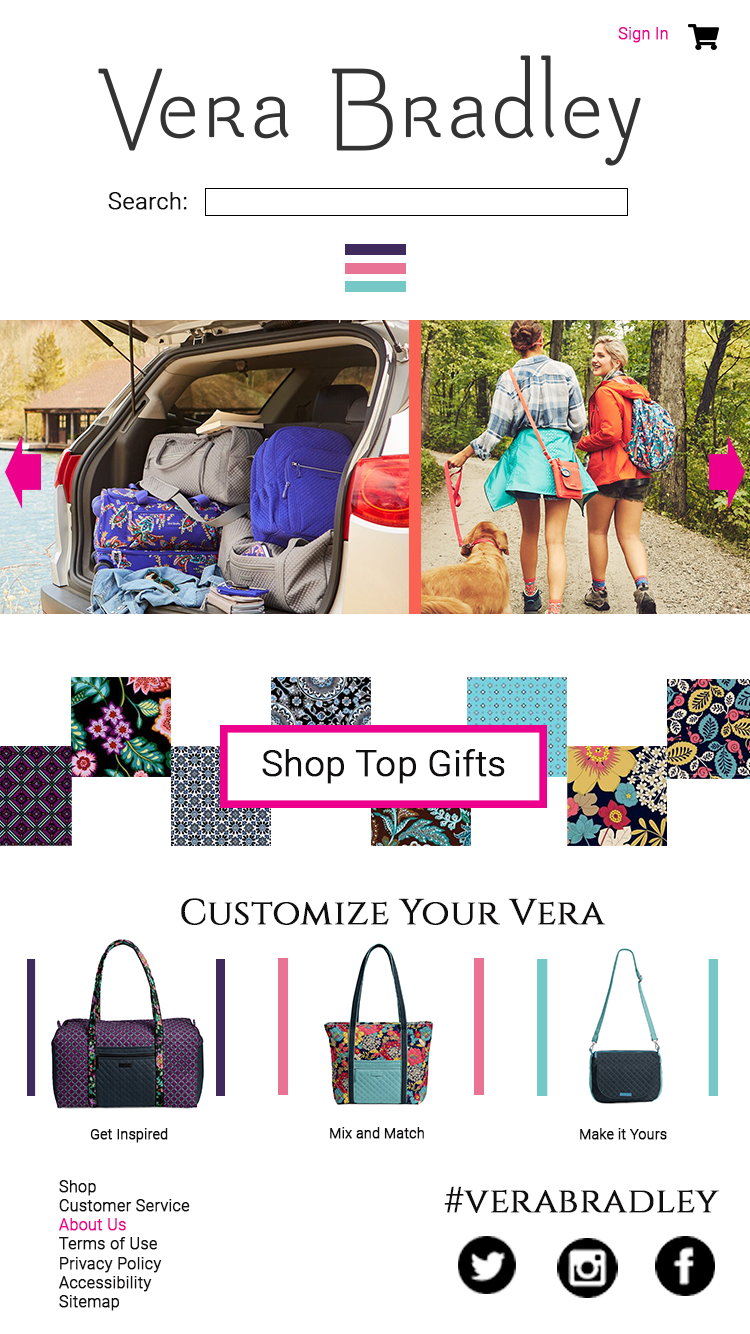 Sign In
Vera Bradley
Search:
Shop Top Gifts
Customize Your Vera
Get Inspired
Mix and Match
Make it Yours
Shop
Customer Service
About Us
Terms of Use
Privacy Policy
Accessibility
Sitemap
#verabradley